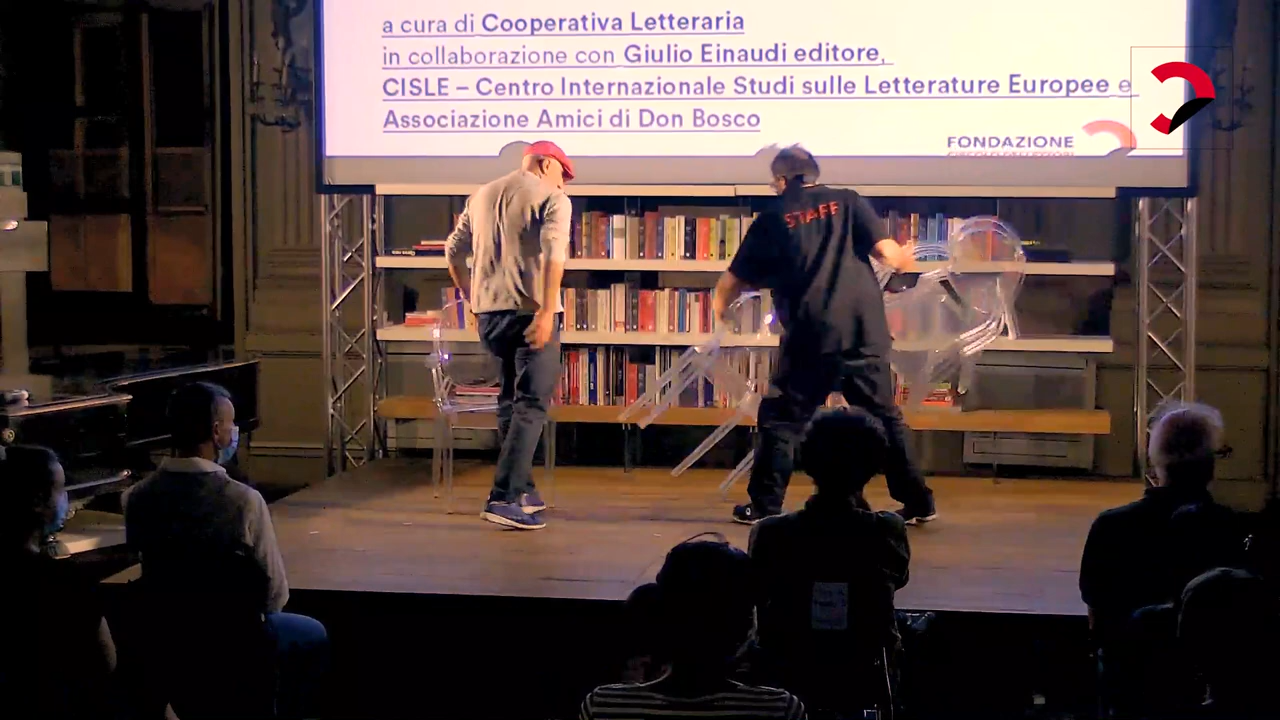 a cura di Cooperativa Letteraria
in collaborazione con Giulio Einaudi editore,
CISLE – Centro Internazionale Studi sulle Letterature Europee e
Associazione Amici di Don Bosco
FONDAZIONE
STAFF